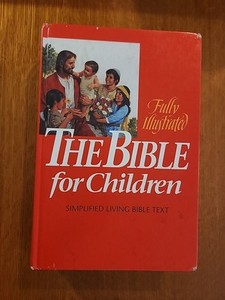 Fully
Illustrated
THE BIBLE
for Children
SIMPLIFIED LIVING BIBLE TEXT